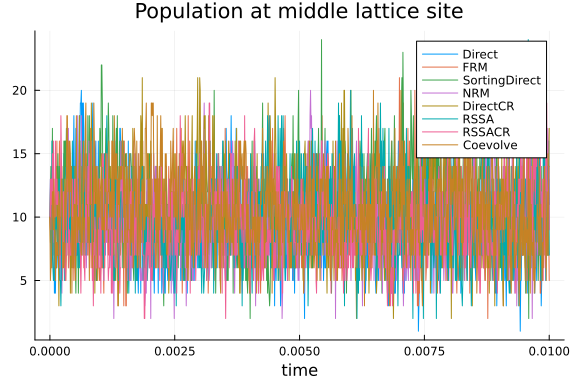 Population at middle lattice site
Direct
FRM
SortingDirect
NRM
DirectCR
RSSA
RSSACR
Coevolve
20
15
10
5
0.0000 0.0025 0.0050 0.0075 0.0100
time